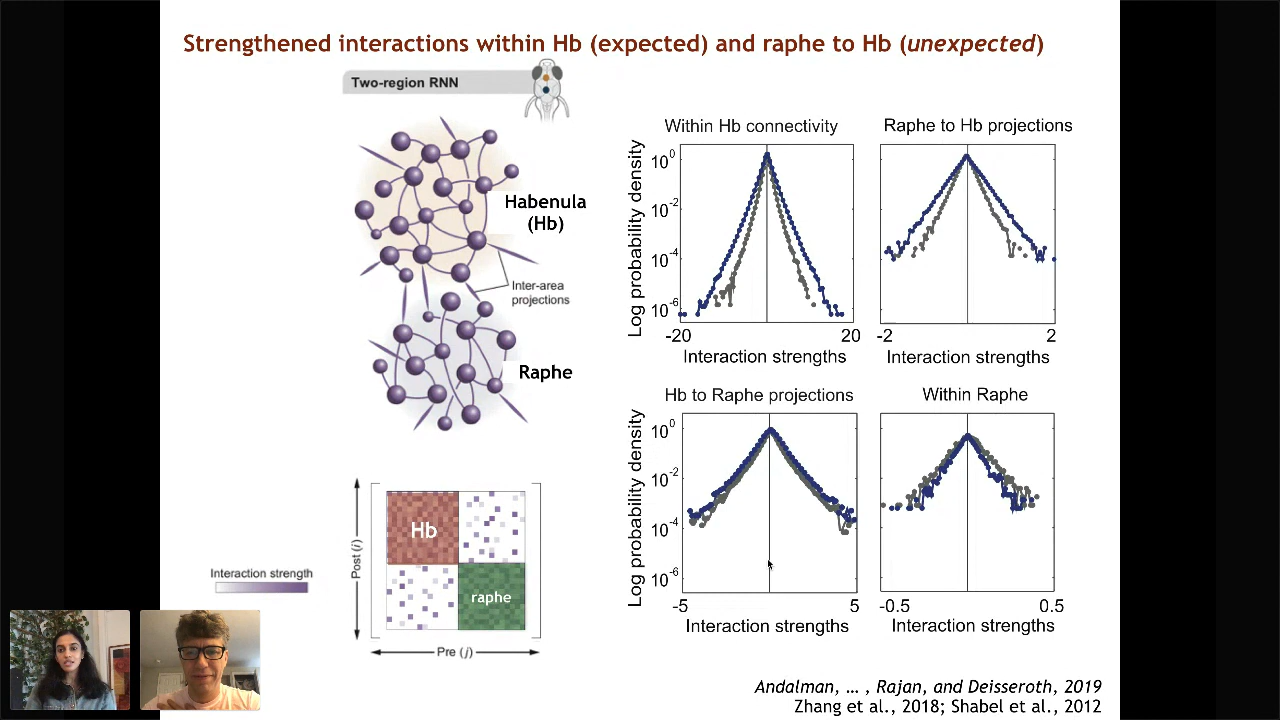 Strengthened interactions within Hb (expected) and raphe to Hb (unexpected)
Two-region RNN
Habenula
(Hb)
Inter-area
projections
Raphe
Interaction strength
Post (i)
Hb
raphe
Pre (j)
Within Hb connectivity
Log probability density
10^0
10^-2
10^-4
10^-6
-20
20
Interaction strengths
Raphe to Hb projections
-2
2
Interaction strengths
Hb to Raphe projections
Log probability density
10^0
10^-2
10^-4
10^-6
-5
5
Interaction strengths
Within Raphe
-0.5
0.5
Interaction strengths
Andalman, … , Rajan, and Deisseroth, 2019
Zhang et al., 2018; Shabel et al., 2012